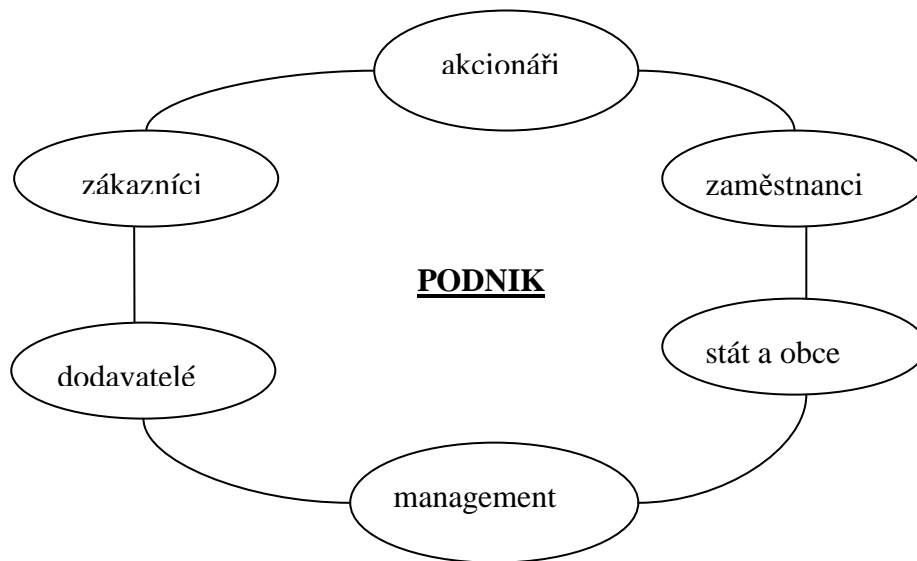 akcionáři
zákazníci
zaměstnanci
PODNIK
stát a obce
dodavatelé
management